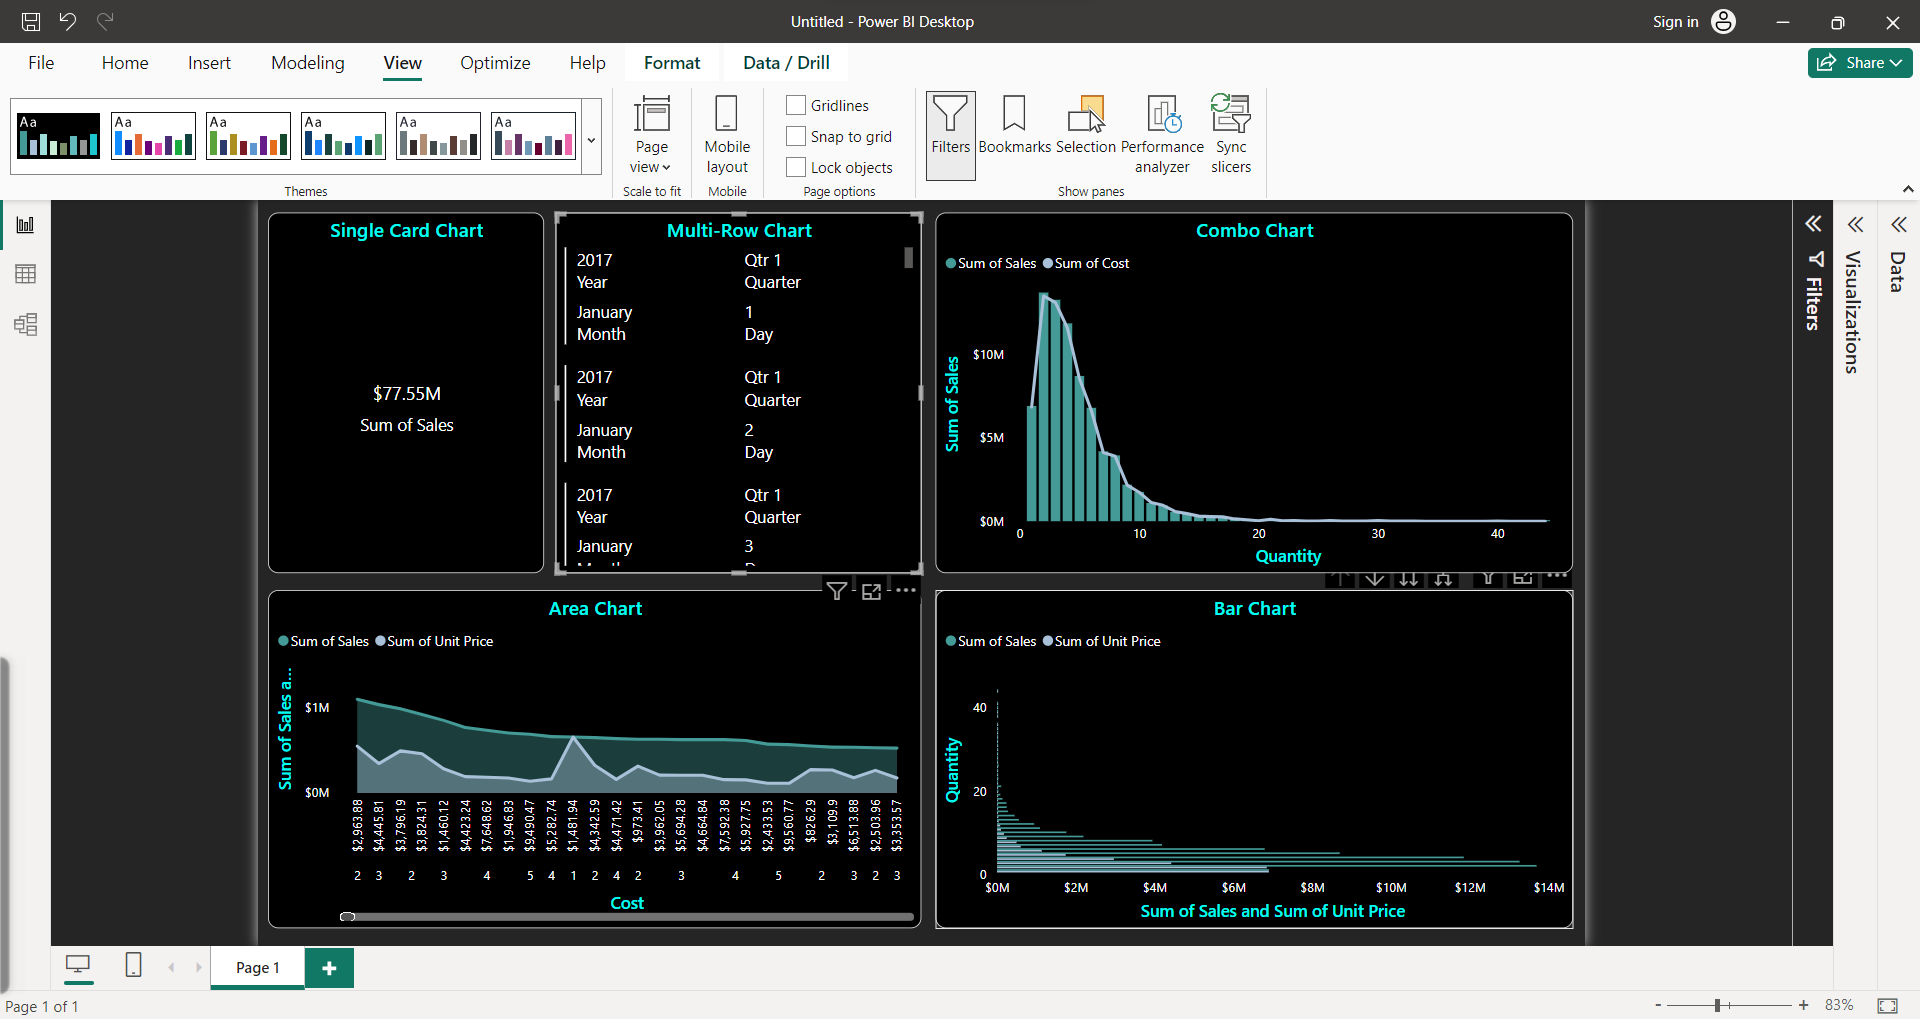 Untitled - Power BI Desktop
Sign in
File
Home
Insert
Modeling
View
Optimize
Help
Format
Data / Drill
Share
Aa
Aa
Aa
Aa
Aa
Aa
Themes
Page view
Scale to fit
Mobile layout
Mobile
Gridlines
Snap to grid
Lock objects
Page options
Filters
Bookmarks
Selection
Performance analyzer
Sync slicers
Show panes
Single Card Chart
$77.55M
Sum of Sales
Multi-Row Chart
2017 Qtr 1
Year Quarter
January 1
Month Day
2017 Qtr 1
Year Quarter
January 2
Month Day
2017 Qtr 1
Year Quarter
January 3
Combo Chart
Sum of Sales Sum of Cost
Sum of Sales
$10M
$5M
$0M
0 10 20 30 40
Quantity
Area Chart
Sum of Sales Sum of Unit Price
Sum of Sales a...
$1M
$0M
$2,963.88
$4,445.81
$3,796.19
$3,824.31
$1,460.12
$4,423.24
$7,648.62
$1,946.83
$9,490.47
$5,282.74
$1,481.94
$4,342.59
$4,471.42
$973.41
$3,962.05
$5,694.28
$4,664.84
$7,592.38
$5,927.75
$2,433.53
$9,560.77
$826.29
$3,109.9
$6,513.88
$2,503.96
$3,353.57
2 3 2 3 4 5 4 1 2 4 2 3 4 5 2 3 2 3
Cost
Bar Chart
Sum of Sales Sum of Unit Price
Quantity
40
20
0
$0M $2M $4M $6M $8M $10M $12M $14M
Sum of Sales and Sum of Unit Price
Filters
Visualizations
Data
Page 1
Page 1 of 1
- + 83%